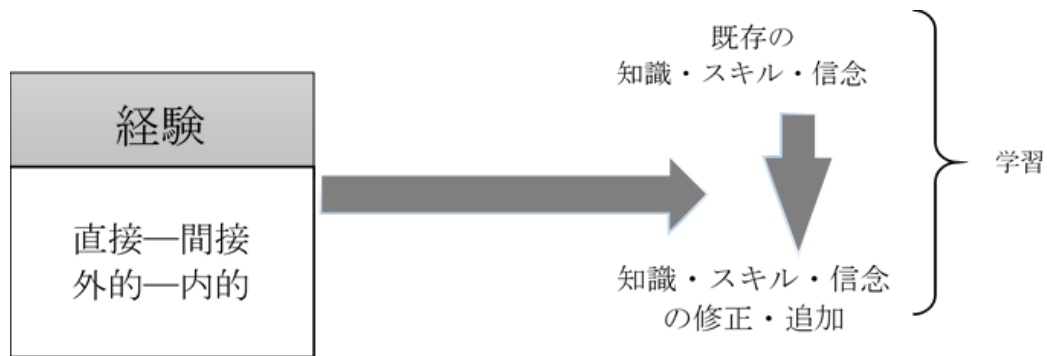 経験
直接―間接
外的―内的
既存の
知識・スキル・信念
知識・スキル・信念
の修正・追加
学習